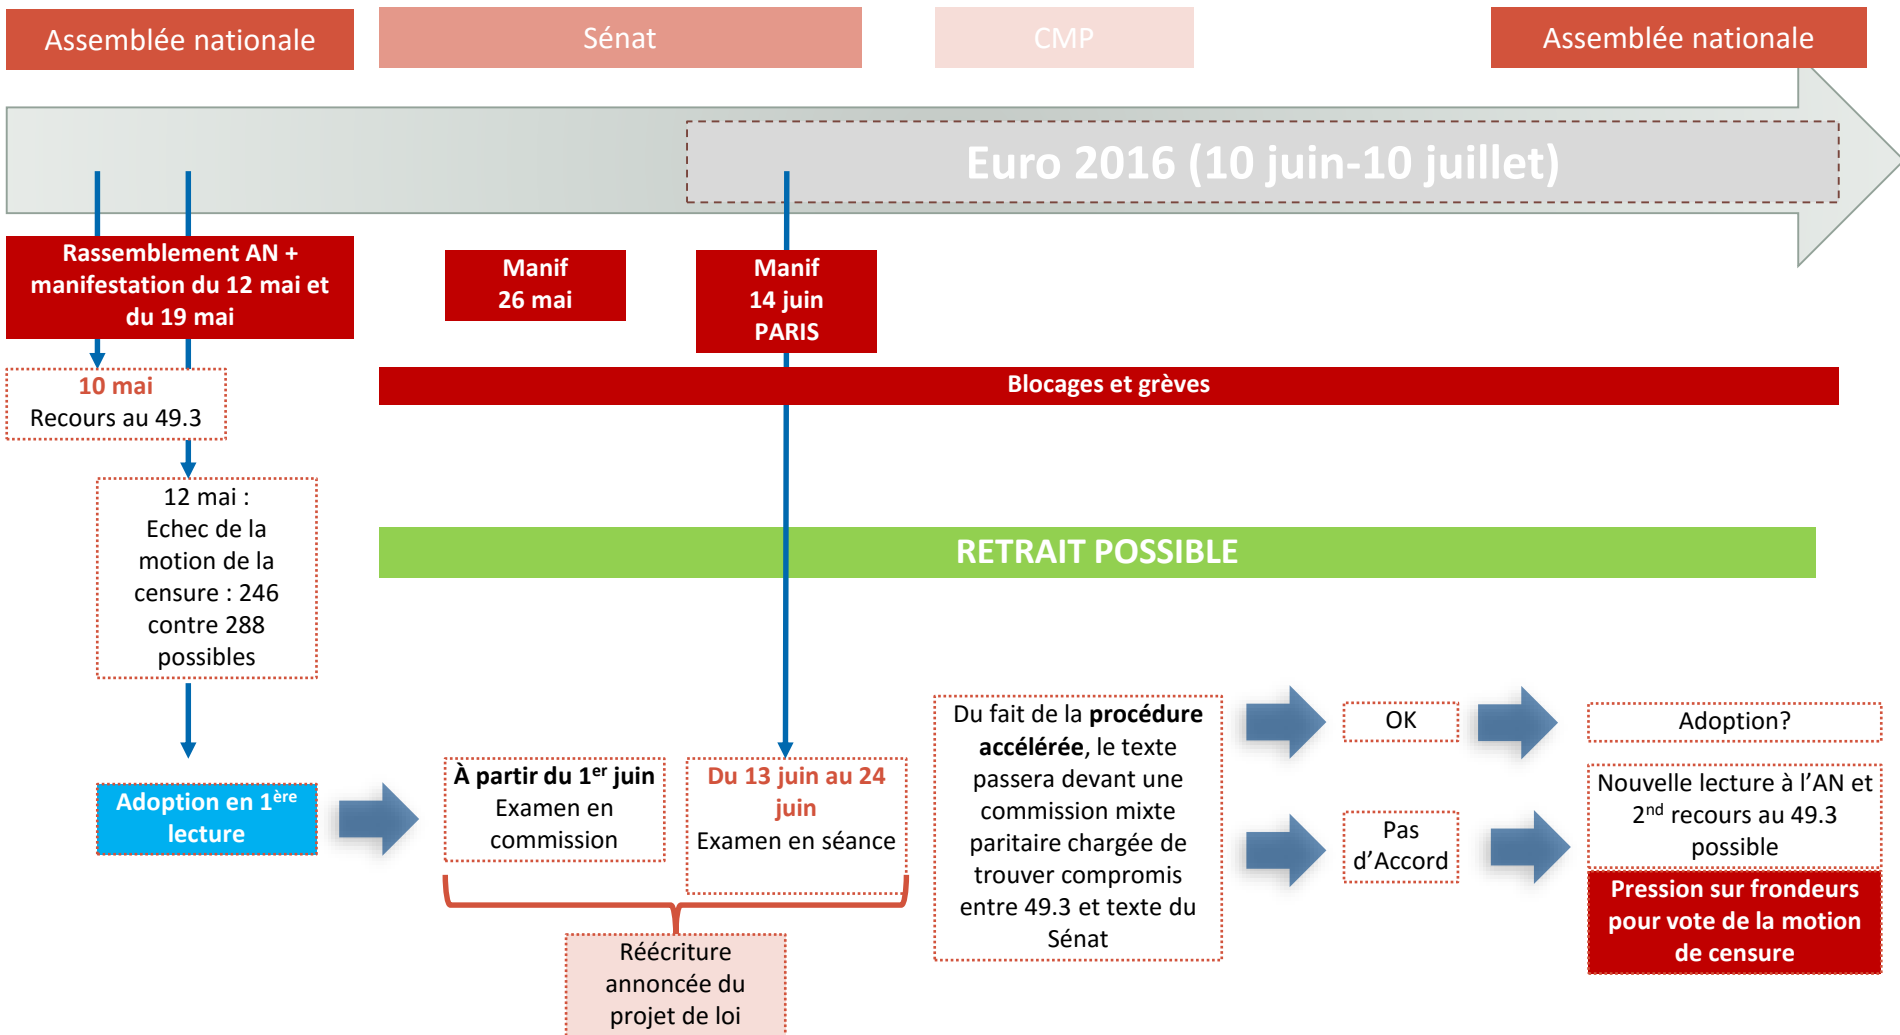 Assemblée nationale
Sénat
CMP
Assemblée nationale
Euro 2016 (10 juin-10 juillet)
Rassemblement AN +
manifestation du 12 mai et
du 19 mai
Manif
26 mai
Manif
14 juin
PARIS
10 mai
Recours au 49.3
Blocages et grèves
12 mai :
Echec de la
motion de la
censure : 246
contre 288
possibles
RETRAIT POSSIBLE
Adoption en 1ère
lecture
À partir du 1er juin
Examen en
commission
Du 13 juin au 24
juin
Examen en séance
Réécriture
annoncée du
projet de loi
Du fait de la procédure
accélérée, le texte
passera devant une
commission mixte
paritaire chargée de
trouver compromis
entre 49.3 et texte du
Sénat
OK
Adoption?
Pas
d’Accord
Nouvelle lecture à l’AN et
2nd recours au 49.3
possible
Pression sur frondeurs
pour vote de la motion
de censure